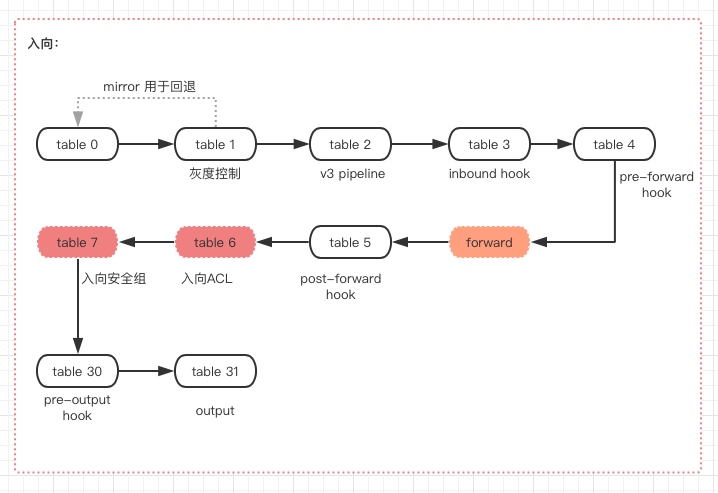 入向:
mirror 用于回退
table 0
table 1
table 2
table 3
table 4
灰度控制
v3 pipeline
inbound hook
pre-forward
hook
table 7
table 6
table 5
forward
入向安全组
入向ACL
post-forward
hook
table 30
table 31
pre-output
hook
output